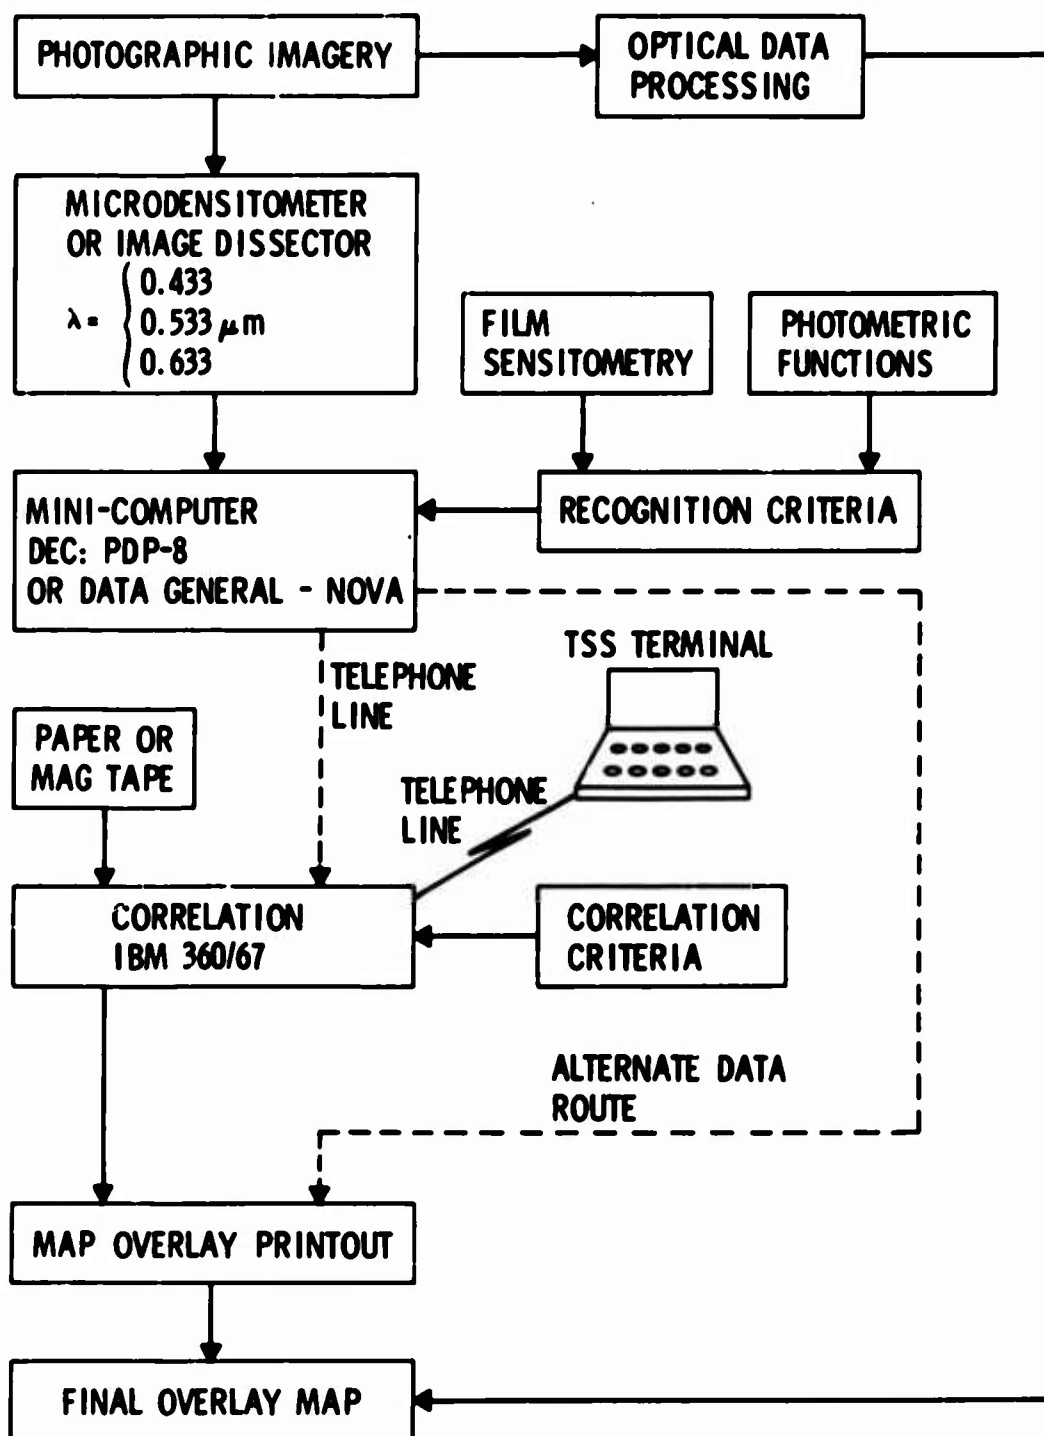 PHOTOGRAPHIC IMAGERY
OPTICAL DATA
PROCESSING
MICRODENSITOMETER
OR IMAGE DISSECTOR
0.433
λ= 0.533 μm
0.633
FILM
SENSITOMETRY
PHOTOMETRIC
FUNCTIONS
MINI-COMPUTER
DEC: PDP-8
OR DATA GENERAL - NOVA
RECOGNITION CRITERIA
TSS TERMINAL
TELEPHONE
LINE
PAPER OR
MAG TAPE
TELEPHONE
LINE
CORRELATION
IBM 360/67
CORRELATION
CRITERIA
ALTERNATE DATA
ROUTE
MAP OVERLAY PRINTOUT
FINAL OVERLAY MAP